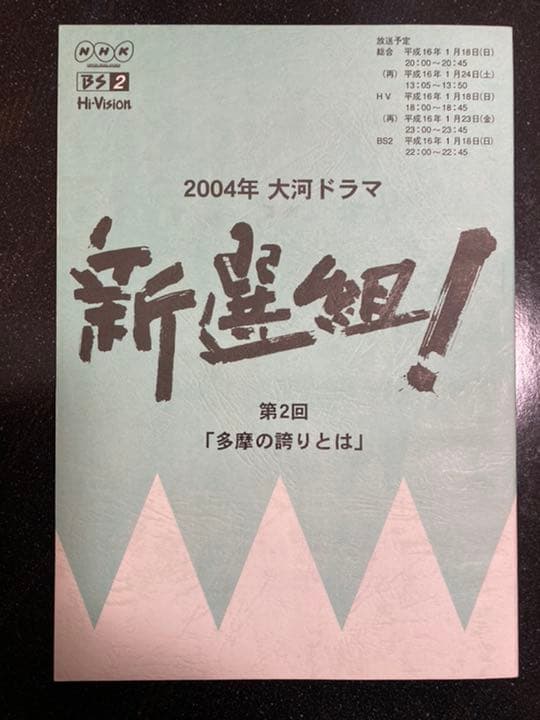 NHK
BS2
Hi-Vision
放送予定
総合 平成16年 1月18日(日)
20:00〜20:45
(再) 平成16年 1月24日(土)
13:05〜13:50
HV 平成16年 1月18日(日)
18:00〜18:45
(再) 平成16年 1月23日(金)
23:00〜23:45
BS2 平成16年 1月18日(日)
22:00〜22:45
2004年 大河ドラマ
新選組!
第2回
「多摩の誇りとは」